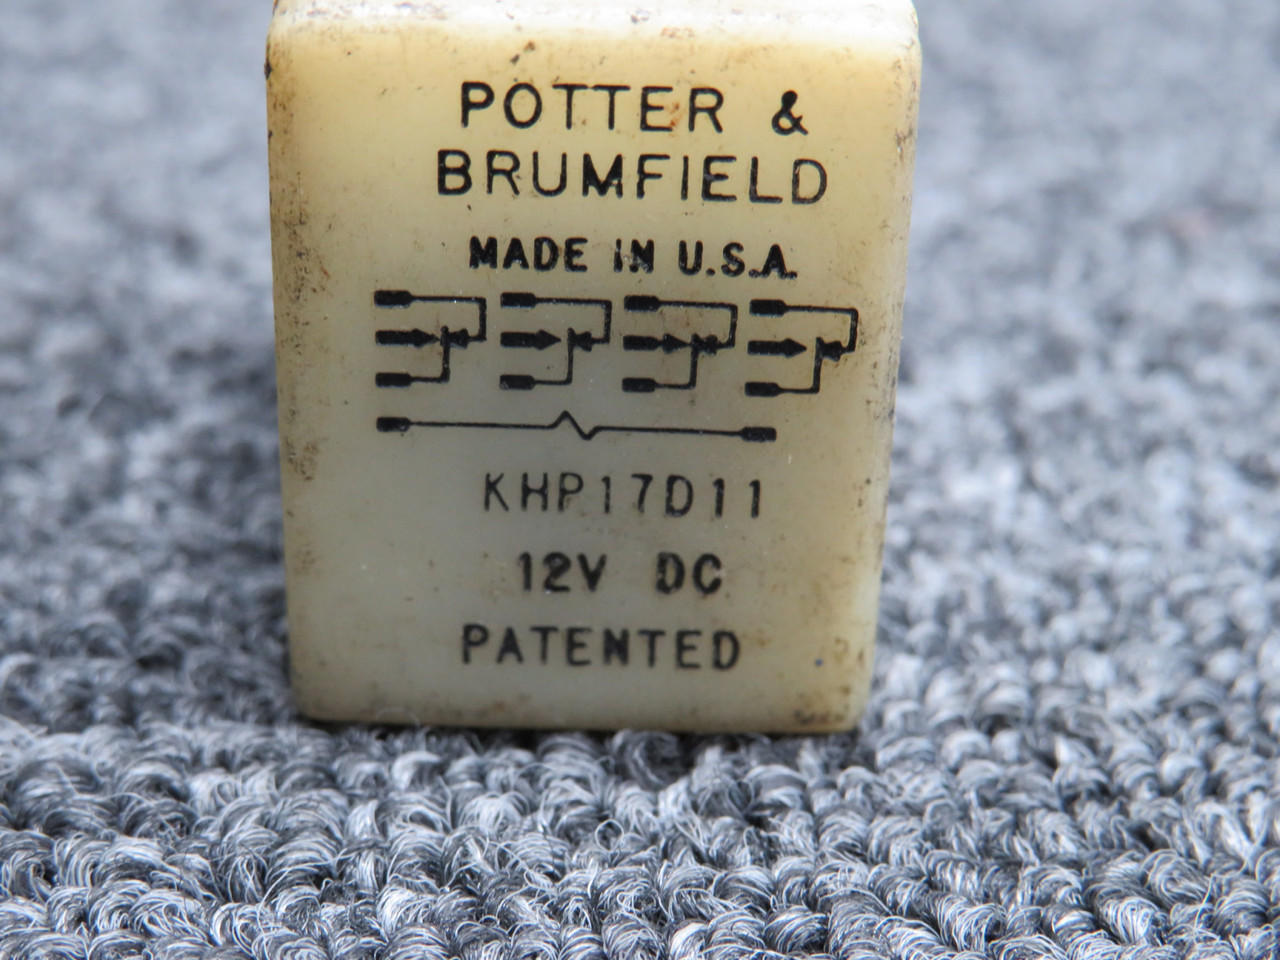 POTTER &
BRUMFIELD
MADE IN U.S.A.
KHP17D11
12V DC
PATENTED